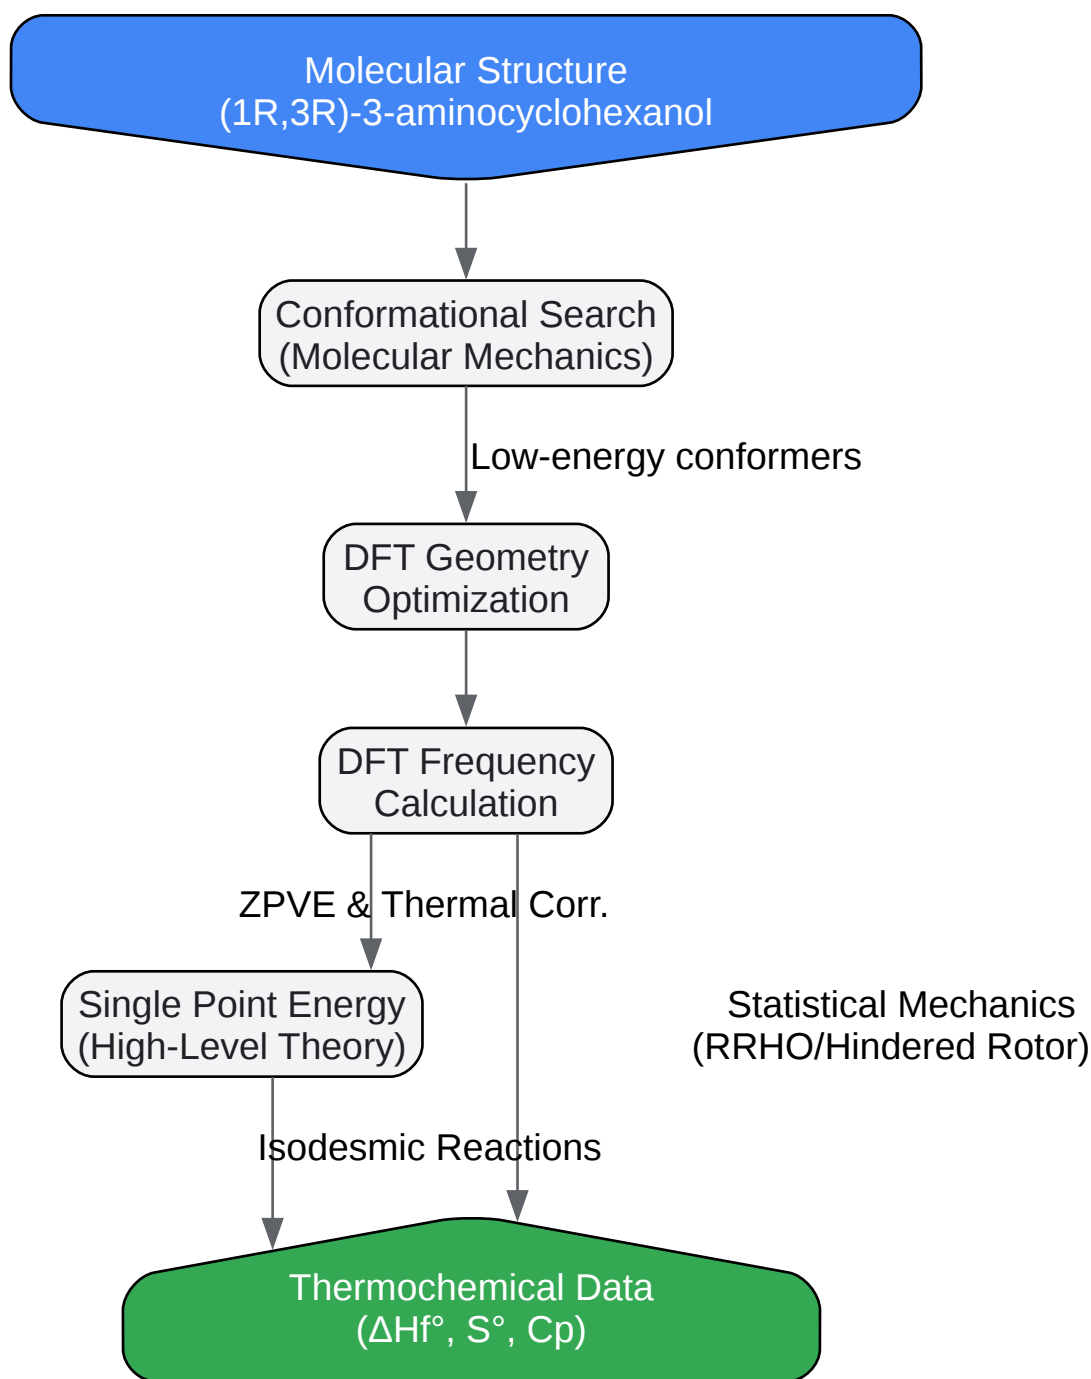 Molecular Structure
(1R,3R)-3-aminocyclohexanol
Conformational Search
(Molecular Mechanics)
Low-energy conformers
DFT Geometry
Optimization
DFT Frequency
Calculation
ZPVE & Thermal Corr.
Single Point Energy
(High-Level Theory)
Statistical Mechanics
(RRHO/Hindered Rotor)
Isodesmic Reactions
Thermochemical Data
(ΔHf°, S°, Cp)